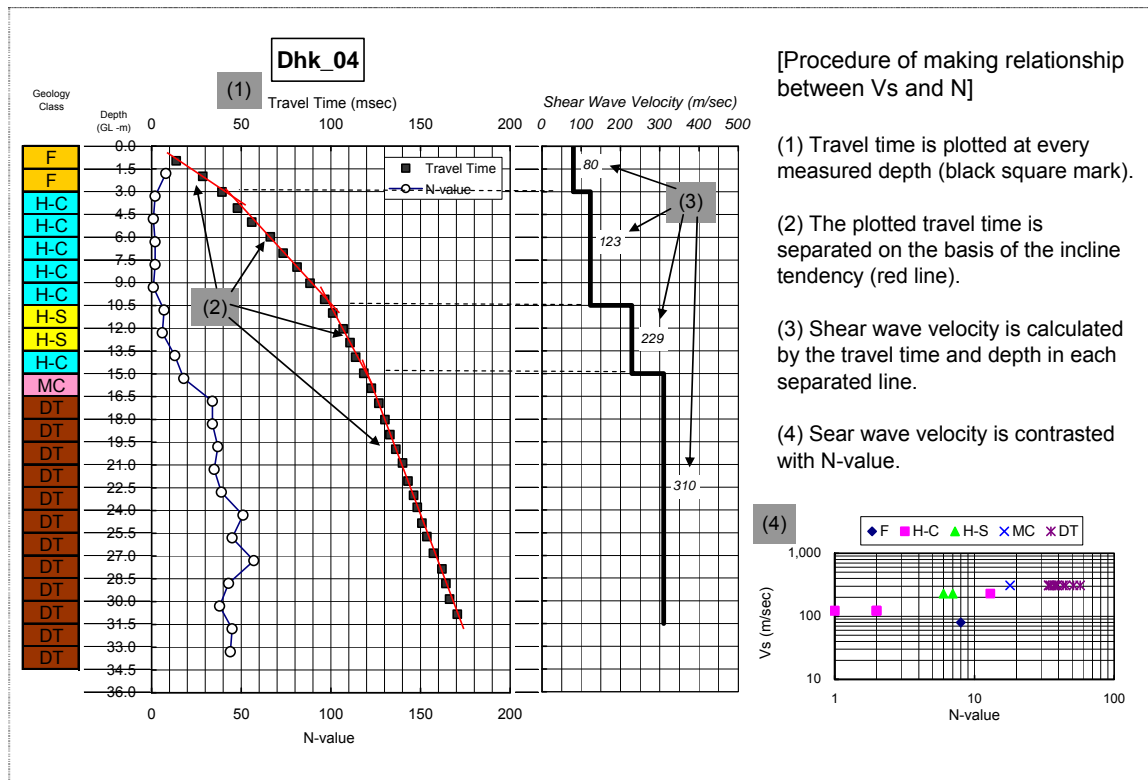 Dhk_04
(1)
Travel Time (msec)
Shear Wave Velocity (m/sec)
Geology
Class
Depth
(GL -m)
0 50 100 150 200
0 100 200 300 400 500
0.0
1.5
3.0
4.5
6.0
7.5
9.0
10.5
12.0
13.5
15.0
16.5
18.0
19.5
21.0
22.5
24.0
25.5
27.0
28.5
30.0
31.5
33.0
34.5
36.0
F
F
H-C
H-C
H-C
H-C
H-C
H-S
H-S
H-C
MC
DT
DT
DT
DT
DT
DT
DT
DT
DT
DT
DT
DT
Travel Time
N-value
(2)
0 50 100 150 200
N-value
80
(3)
123
229
310
[Procedure of making relationship
between Vs and N]
(1) Travel time is plotted at every
measured depth (black square mark).
(2) The plotted travel time is
separated on the basis of the incline
tendency (red line).
(3) Shear wave velocity is calculated
by the travel time and depth in each
separated line.
(4) Sear wave velocity is contrasted
with N-value.
(4)
F H-C H-S MC DT
Vs (m/sec)
1,000
100
10
1 10 100
N-value